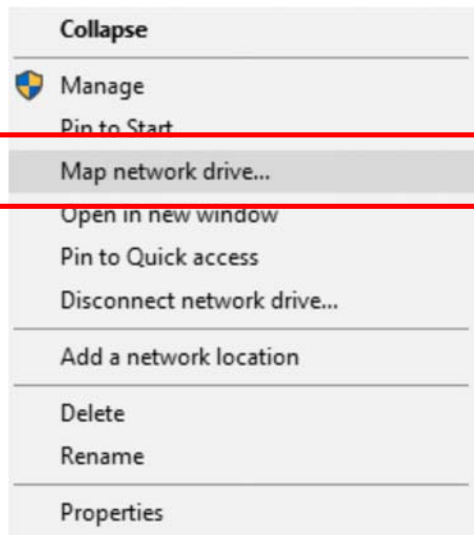 Collapse
Manage
Pin to Start
Map network drive...
Open in new window
Pin to Quick access
Disconnect network drive...
Add a network location
Delete
Rename
Properties